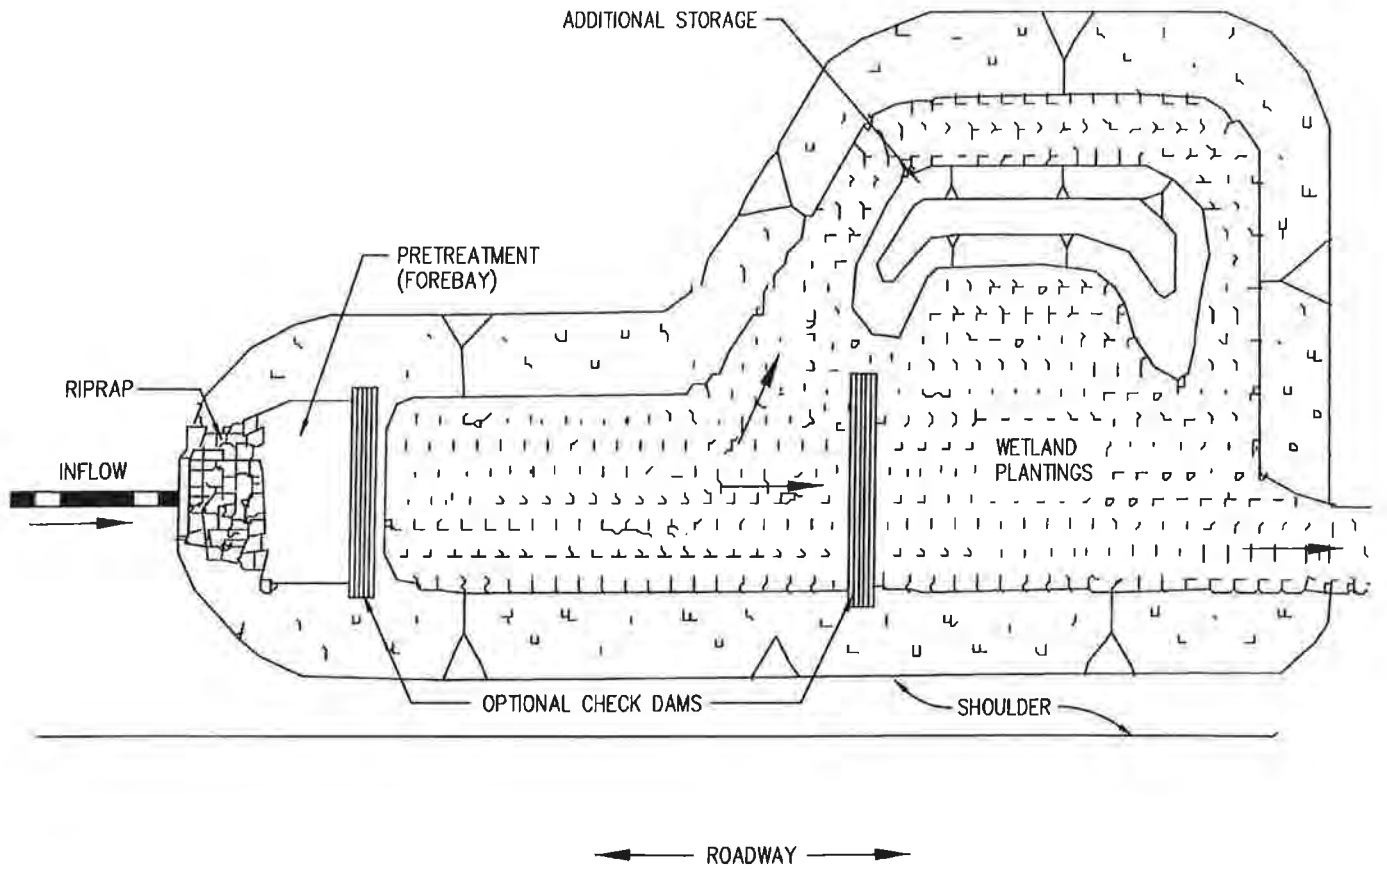 ADDITIONAL STORAGE
PRETREATMENT
(FOREBAY)
RIPRAP
INFLOW
WETLAND
PLANTINGS
OPTIONAL CHECK DAMS
SHOULDER
ROADWAY